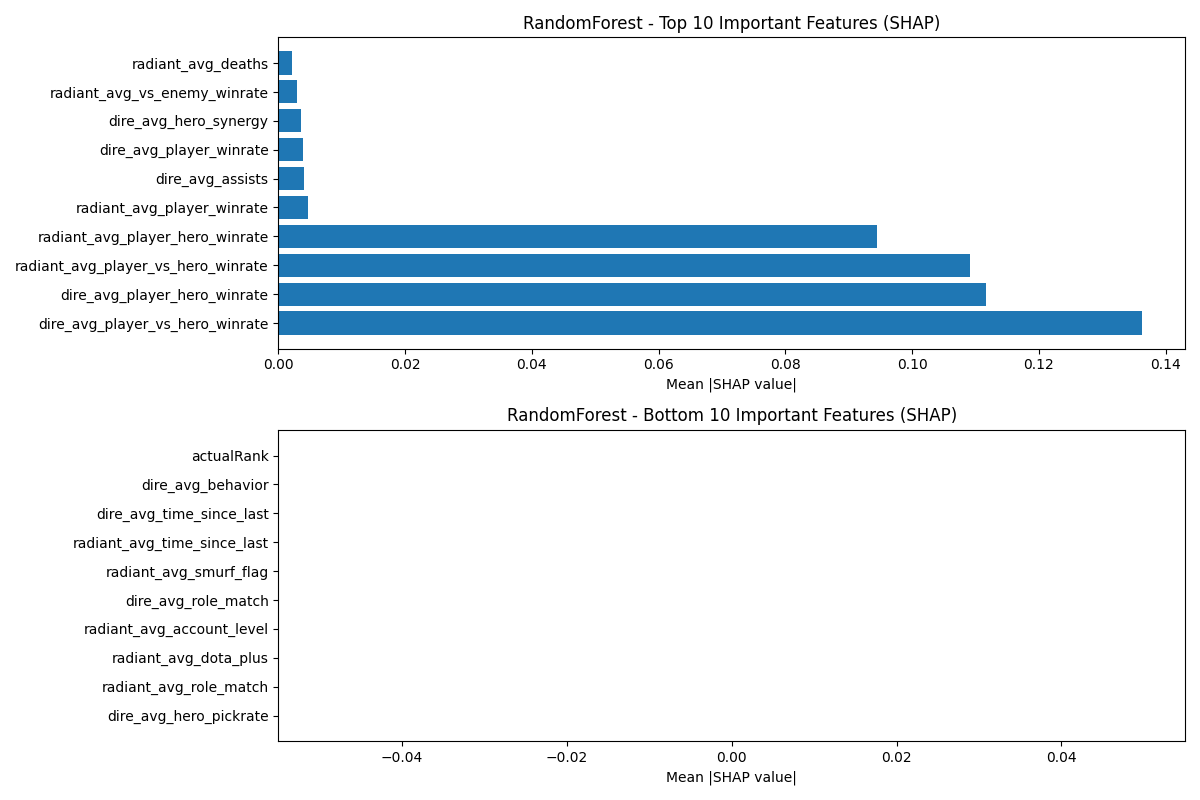 RandomForest - Top 10 Important Features (SHAP)
radiant_avg_deaths
radiant_avg_vs_enemy_winrate
dire_avg_hero_synergy
dire_avg_player_winrate
dire_avg_assists
radiant_avg_player_winrate
radiant_avg_player_hero_winrate
radiant_avg_player_vs_hero_winrate
dire_avg_player_hero_winrate
dire_avg_player_vs_hero_winrate
0.00 0.02 0.04 0.06 0.08 0.10 0.12 0.14
Mean |SHAP value|
RandomForest - Bottom 10 Important Features (SHAP)
actualRank
dire_avg_behavior
dire_avg_time_since_last
radiant_avg_time_since_last
radiant_avg_smurf_flag
dire_avg_role_match
radiant_avg_account_level
radiant_avg_dota_plus
radiant_avg_role_match
dire_avg_hero_pickrate
−0.04 −0.02 0.00 0.02 0.04
Mean |SHAP value|